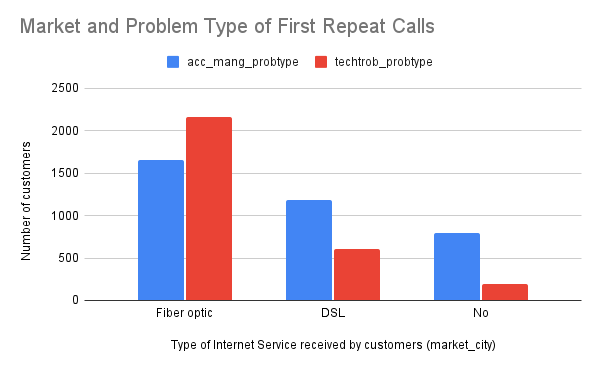 Market and Problem Type of First Repeat Calls
acc_mang_probtype techtrob_probtype
2500
2000
1500
1000
500
0
Number of customers
Fiber optic DSL No
Type of Internet Service received by customers (market_city)